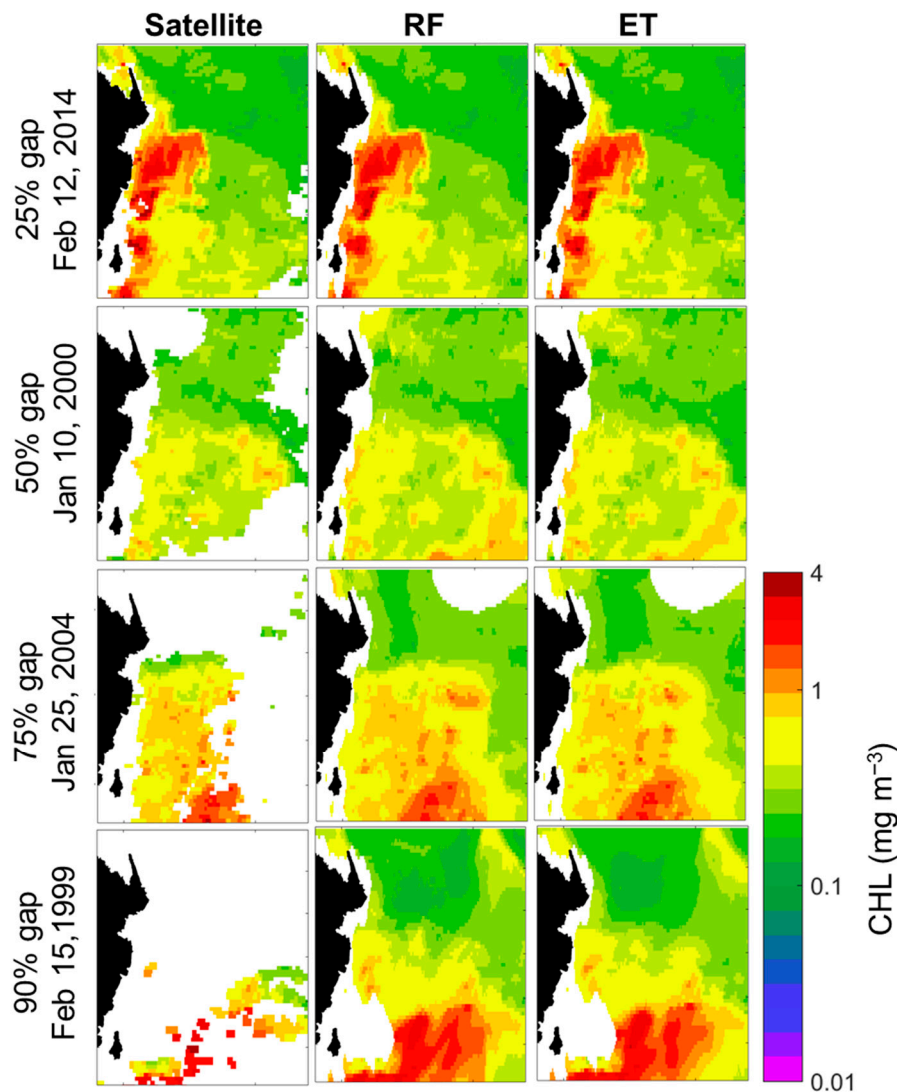 Satellite RF ET
25% gap
Feb 12, 2014
50% gap
Jan 10, 2000
75% gap
Jan 25, 2004
90% gap
Feb 15,1999
4
1
0.1
0.01
CHL (mg m⁻³)